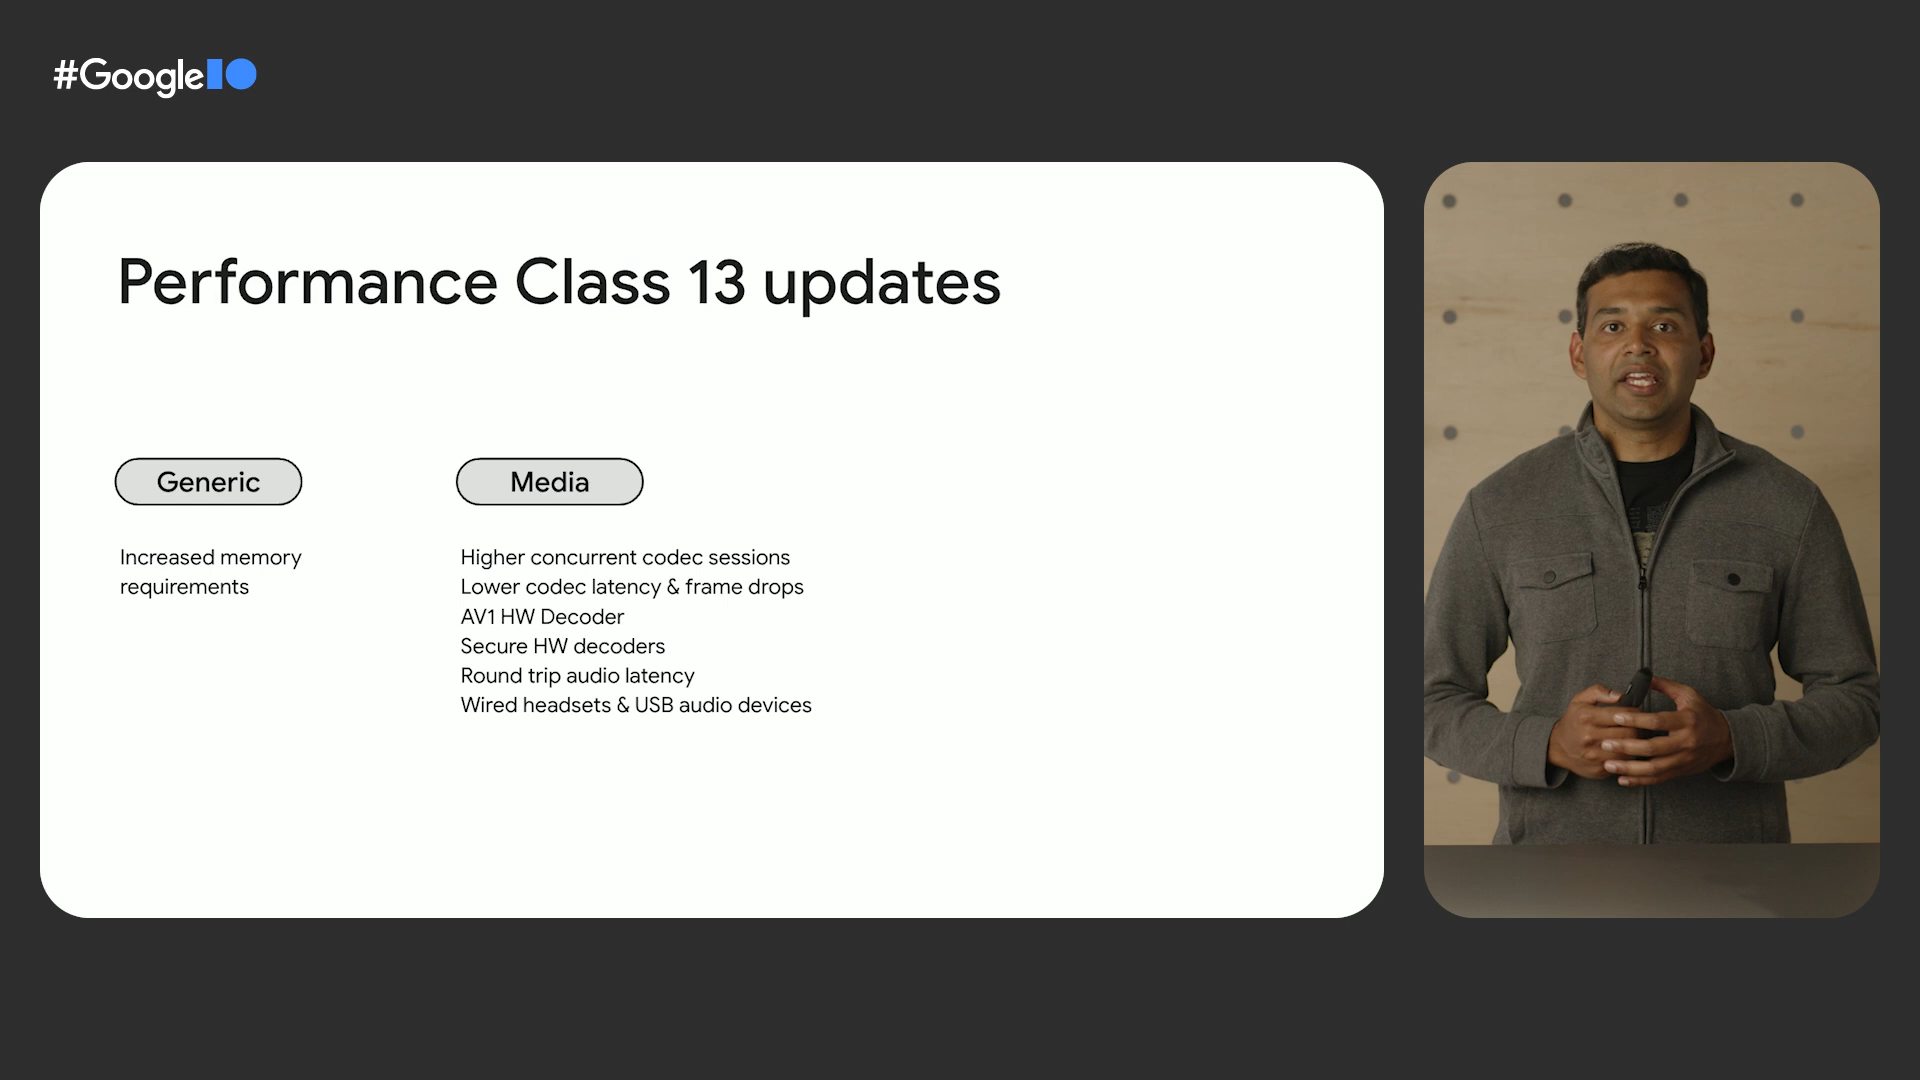 #GoogleIO
Performance Class 13 updates
Generic
Increased memory
requirements
Media
Higher concurrent codec sessions
Lower codec latency & frame drops
AV1 HW Decoder
Secure HW decoders
Round trip audio latency
Wired headsets & USB audio devices